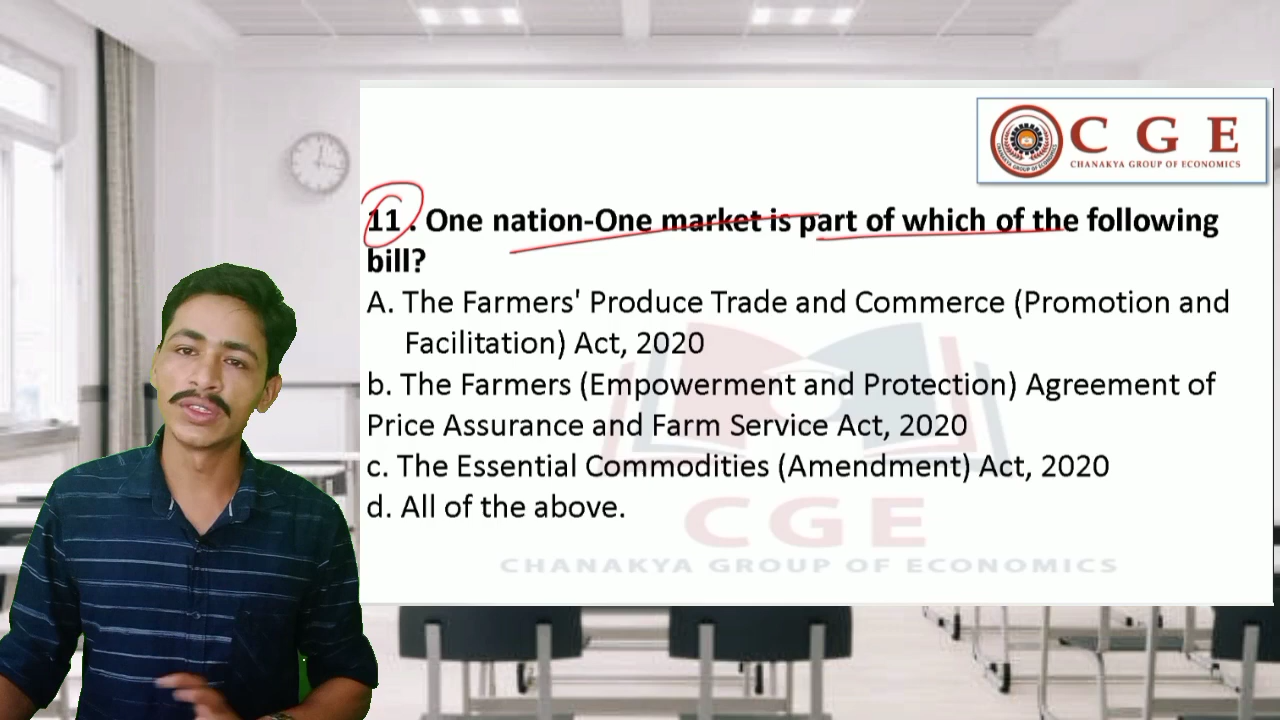 C G E
CHANAKYA GROUP OF ECONOMICS
11. One nation-One market is part of which of the following
bill?
A. The Farmers' Produce Trade and Commerce (Promotion and
Facilitation) Act, 2020
b. The Farmers (Empowerment and Protection) Agreement of
Price Assurance and Farm Service Act, 2020
c. The Essential Commodities (Amendment) Act, 2020
d. All of the above.
CGE
CHANAKYA GROUP OF ECONOMICS